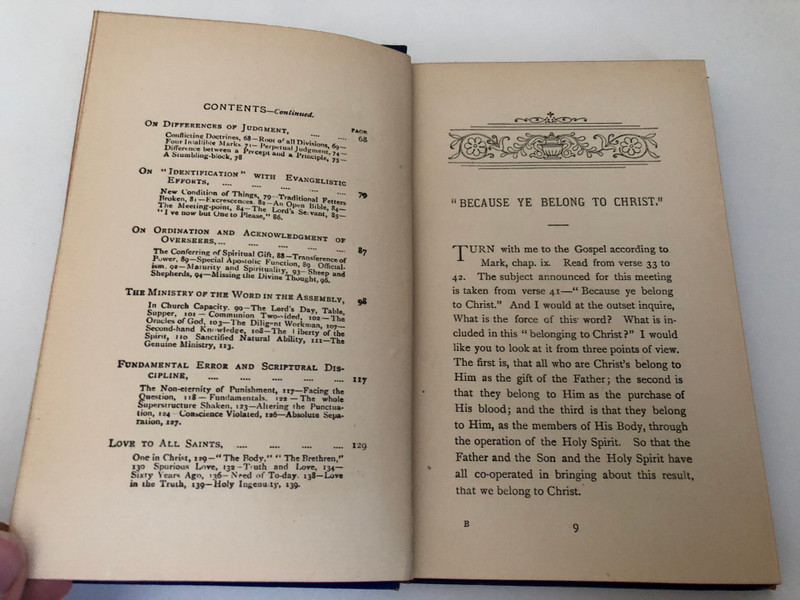 CONTENTS—Continued.
PAGE
ON DIFFERENCES OF JUDGMENT, .... .... 68
Conflicting Doctrines, 68—Root of all Divisions, 69—
Four Infallible Marks 71—Perpetual Judgment, 74—
Difference between a Precept and a Principle, 75—
A Stumbling-block, 78
ON "IDENTIFICATION" WITH EVANGELISTIC
EFFORTS, .... .... .... .... .... 79
New Condition of Things, 79—Traditional Fetters
Broken, 81—Excrescences. 82—An Open Bible, 84—
The Meeting-point, 84—The Lord's Servant, 85—
"I've now but One to Please," 86.
ON ORDINATION AND ACKNOWLEDGMENT OF
OVERSEERS,... .... .... .... .... 87
The Conferring of Spiritual Gift, 88—Transference of
Power, 89—Special Apostolic Function, 89 Official-
ism. 92—Maturity and Spirituality, 93—Sheep and
Shepherds, 94—Missing the Divine Thought, 96.
THE MINISTRY OF THE WORD IN THE ASSEMBLY, 98
In Church Capacity. 99—The Lord's Day, Table,
Supper, 101—Communion Two-sided, 102—The
Oracles of God, 103—The Diligent Workman, 107—
Second-hand Knowledge, 108—The Liberty of the
Spirit, 110 Sanctified Natural Ability, 111—The
Genuine Ministry, 113.
FUNDAMENTAL ERROR AND SCRIPTURAL DIS-
CIPLINE, .... .... .... .... .... 117
The Non-eternity of Punishment, 117—Facing the
Question, 118—Fundamentals. 122—The whole
Superstructure Shaken, 123—Altering the Punctua-
tion, 124 Conscience Violated, 126—Absolute Sepa-
ration, 127.
LOVE TO ALL SAINTS, .... .... .... .... 129
One in Christ, 129—"The Body," "The Brethren,"
130 Spurious Love, 132—Truth and Love, 134—
Sixty Years Ago, 136—Need of To-day. 138—Love
in the Truth, 139—Holy Ingenuity, 139.
"BECAUSE YE BELONG TO CHRIST."
TURN with me to the Gospel according to
Mark, chap. ix. Read from verse 33 to
42. The subject announced for this meeting
is taken from verse 41—"Because ye belong
to Christ." And I would at the outset inquire,
What is the force of this word? What is in-
cluded in this "belonging to Christ?" I would
like you to look at it from three points of view.
The first is, that all who are Christ's belong to
Him as the gift of the Father; the second is
that they belong to Him as the purchase of
His blood; and the third is that they belong
to Him, as the members of His Body, through
the operation of the Holy Spirit. So that the
Father and the Son and the Holy Spirit have
all co-operated in bringing about this result,
that we belong to Christ.
B
9